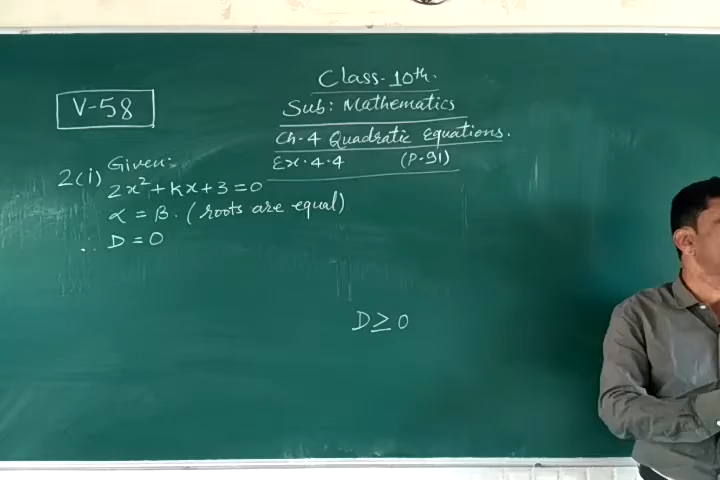 Class-10th.
V-58
Sub: Mathematics
Ch-4 Quadratic Equations.
Ex.4.4 (P-91)
2(i) Given:-
2x²+kx+3=0
α = β. (roots are equal)
∴ D=0
D≥0